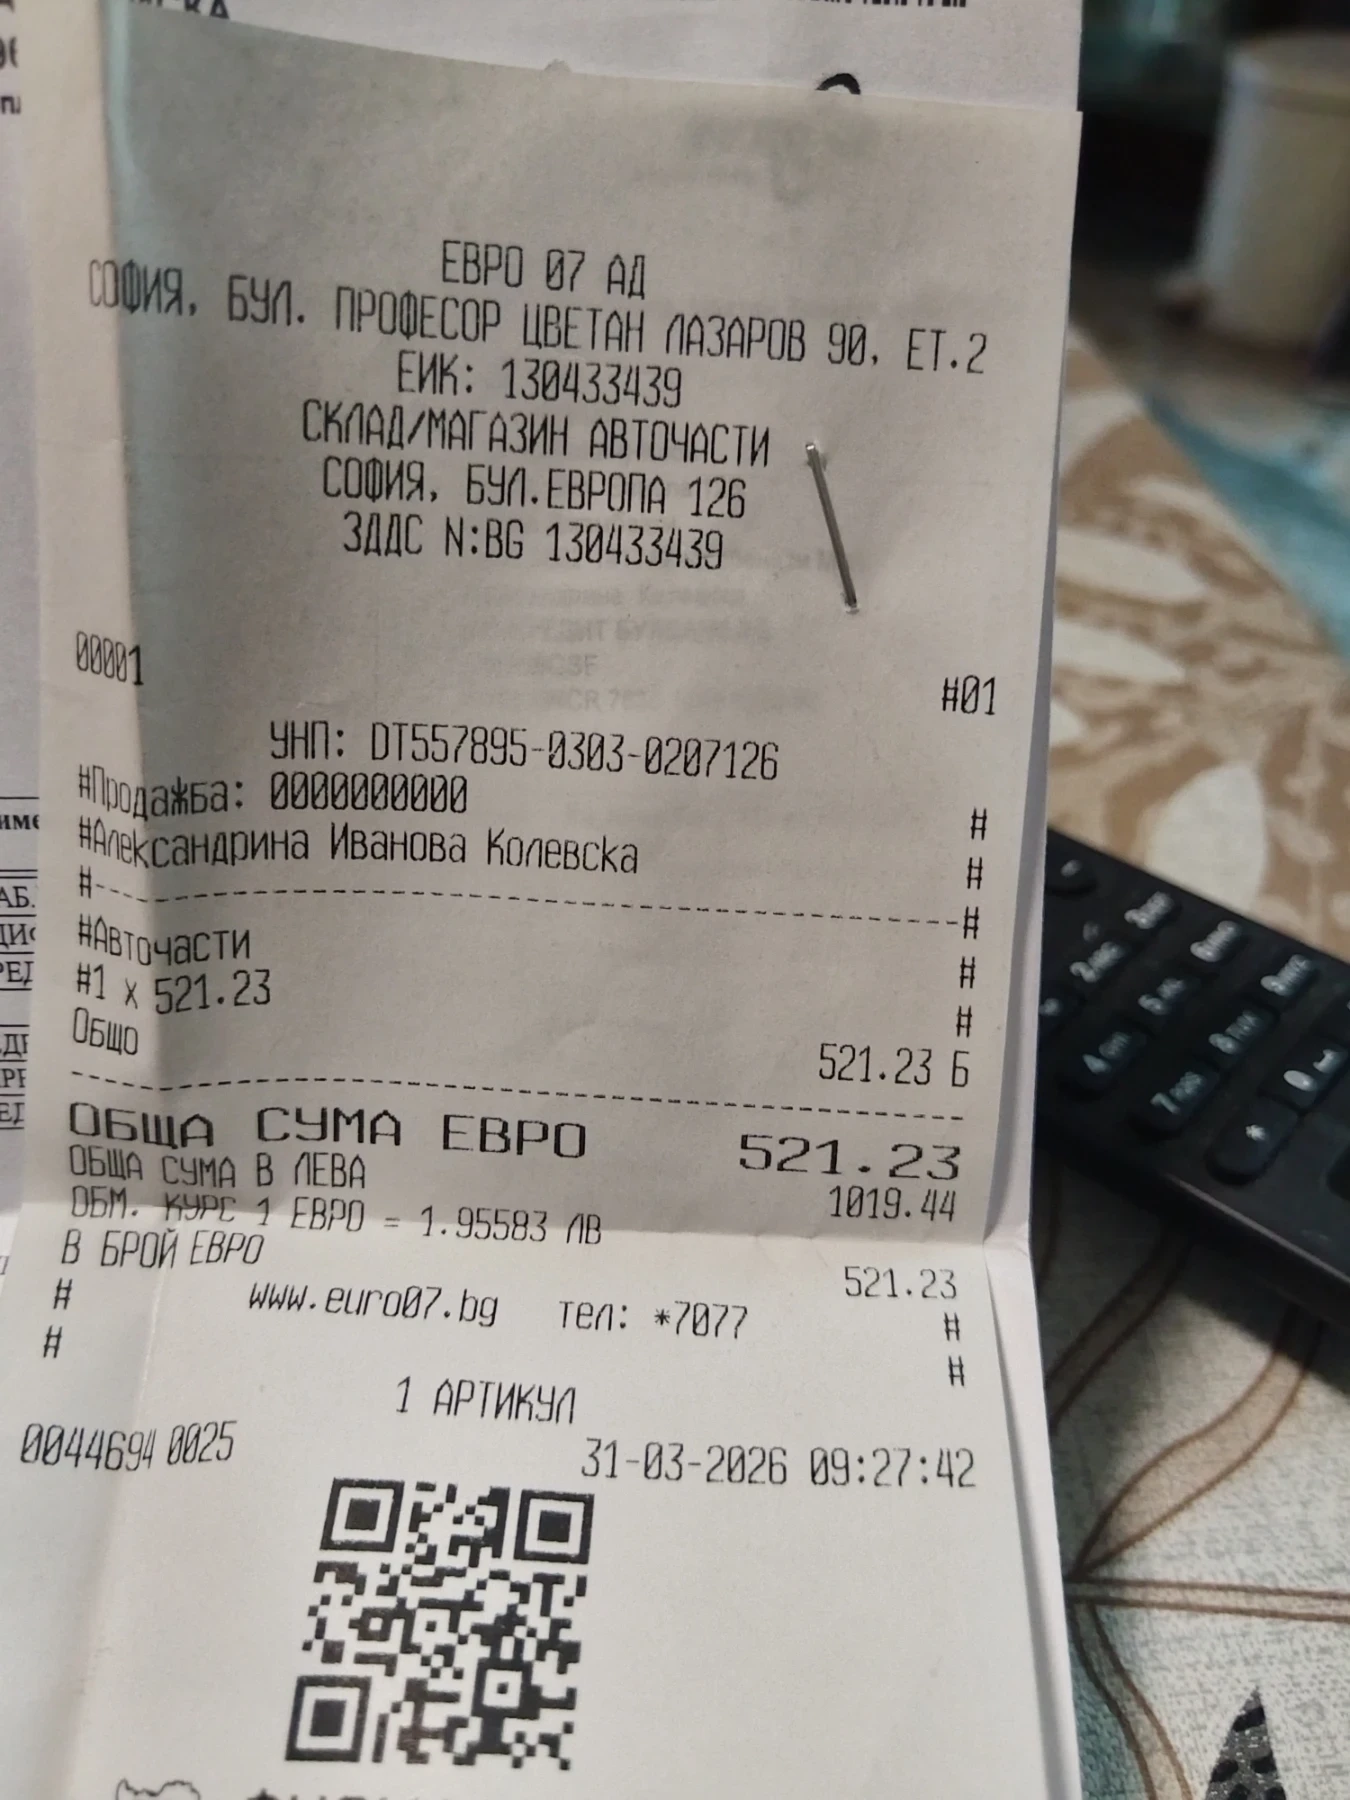 ЕВРО 07 АД
СОФИЯ, БУЛ. ПРОФЕСОР ЦВЕТАН ЛАЗАРОВ 90, ЕТ.2
ЕИК: 130433439
СКЛАД/МАГАЗИН АВТОЧАСТИ
СОФИЯ, БУЛ.ЕВРОПА 126
ЗДДС N:BG 130433439
00001 #01
УНП: DT557895-0303-0207126
#Продажба: 0000000000 #
#Александрина Иванова Колевска #
#--------------------------------------#
#Авточасти #
#1 x 521.23 #
Общо 521.23 Б
ОБЩА СУМА ЕВРО 521.23
ОБЩА СУМА В ЛЕВА 1019.44
ОБМ. КУРС 1 ЕВРО = 1.95583 ЛВ
В БРОЙ ЕВРО 521.23
# www.euro07.bg тел: *7077 #
# #
1 АРТИКУЛ
0044694 0025 31-03-2026 09:27:42